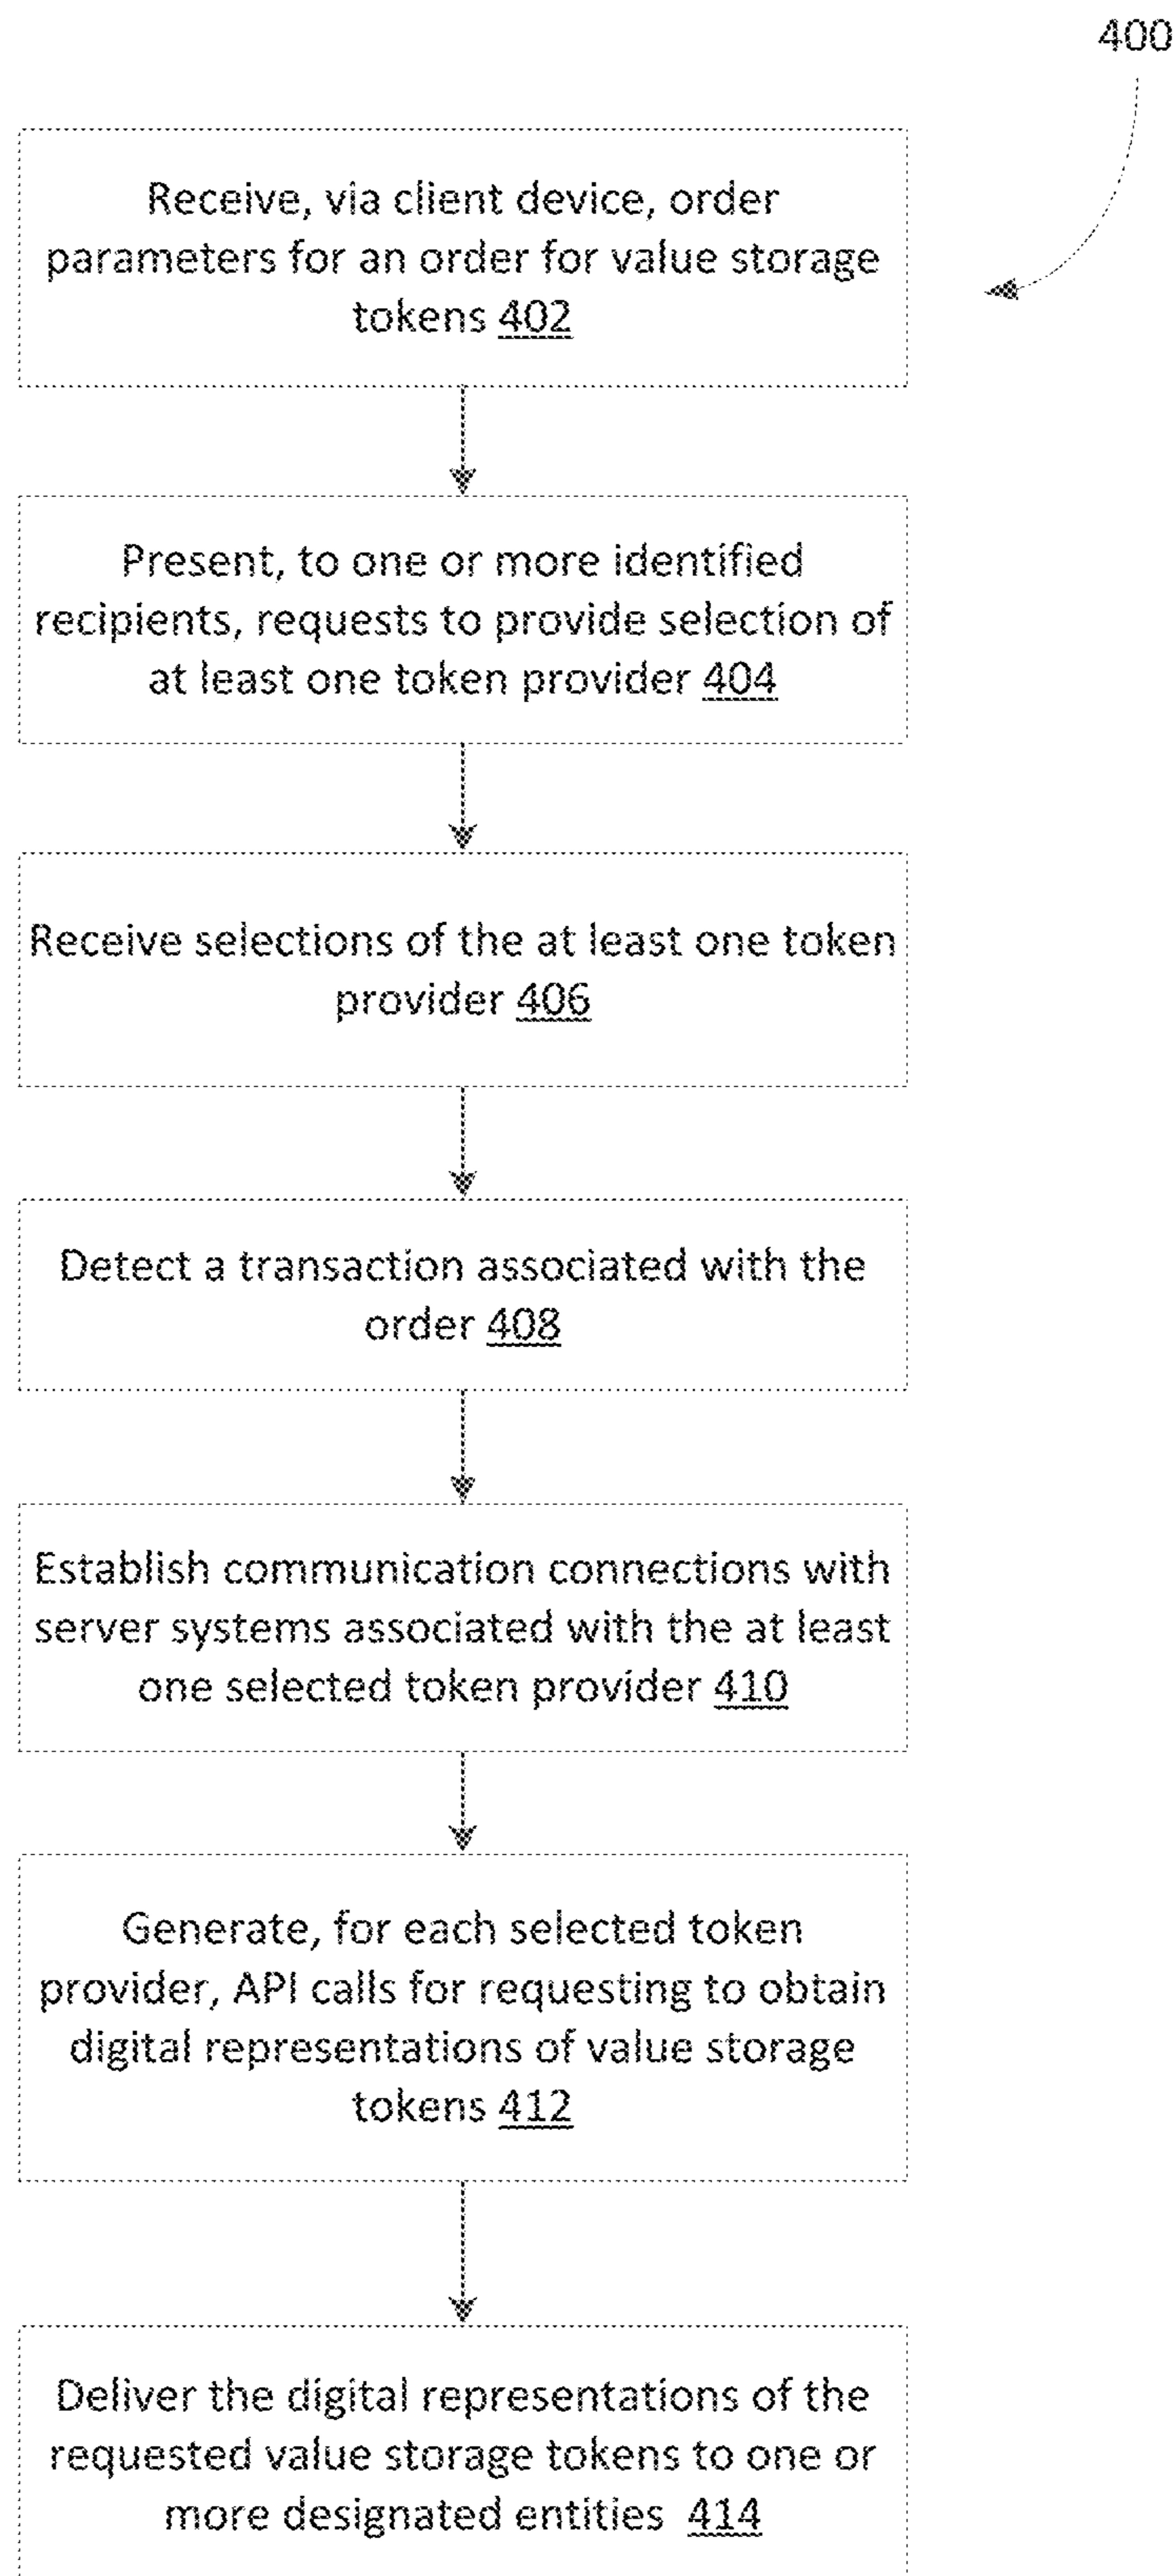 400
Receive, via client device, order
parameters for an order for value storage
tokens 402
Present, to one or more identified
recipients, requests to provide selection of
at least one token provider 404
Receive selections of the at least one token
provider 406
Detect a transaction associated with the
order 408
Establish communication connections with
server systems associated with the at least
one selected token provider 410
Generate, for each selected token
provider, API calls for requesting to obtain
digital representations of value storage
tokens 412
Deliver the digital representations of the
requested value storage tokens to one or
more designated entities 414